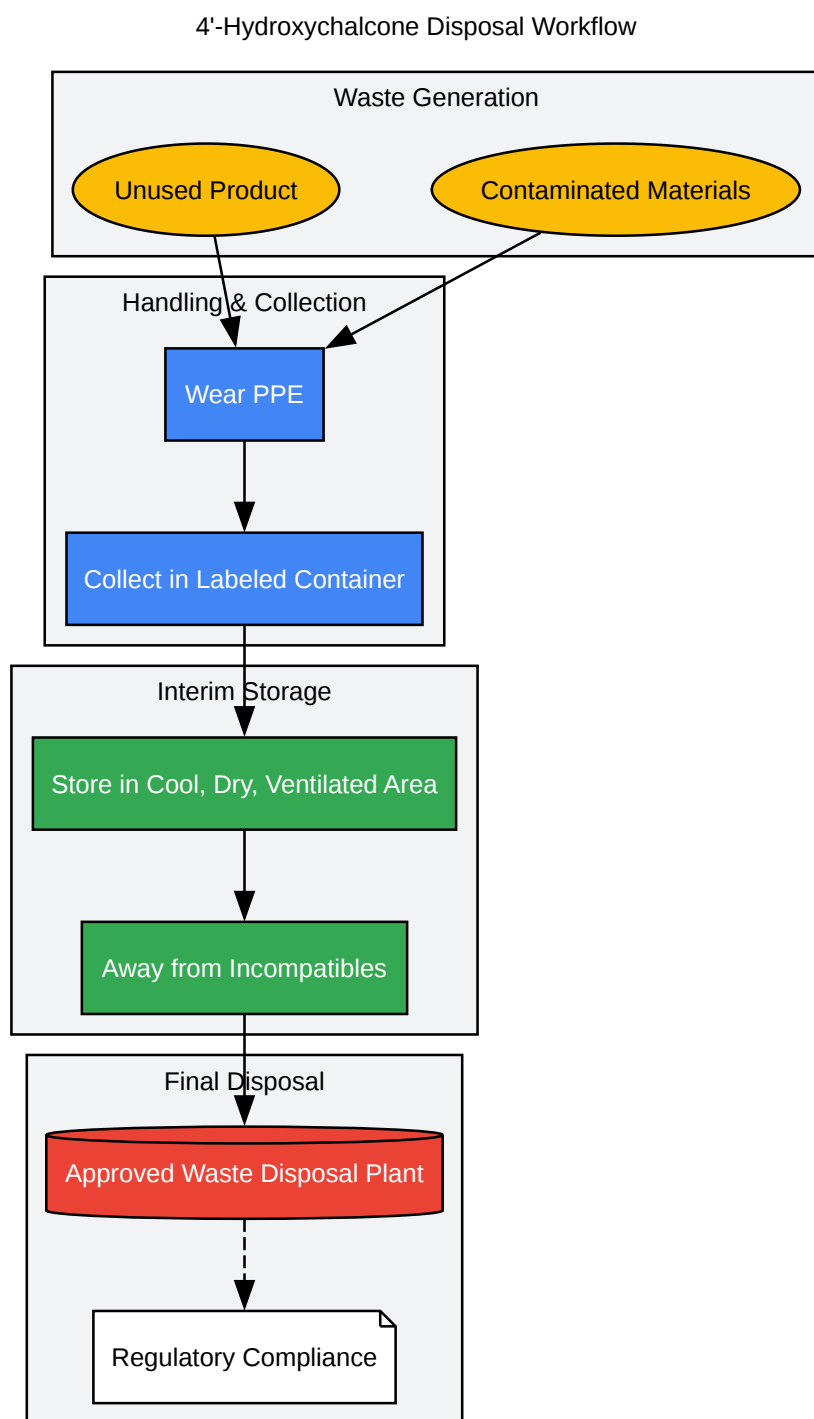 4'-Hydroxychalcone Disposal Workflow
Waste Generation
Unused Product
Contaminated Materials
Handling & Collection
Wear PPE
Collect in Labeled Container
Interim Storage
Store in Cool, Dry, Ventilated Area
Away from Incompatibles
Final Disposal
Approved Waste Disposal Plant
Regulatory Compliance